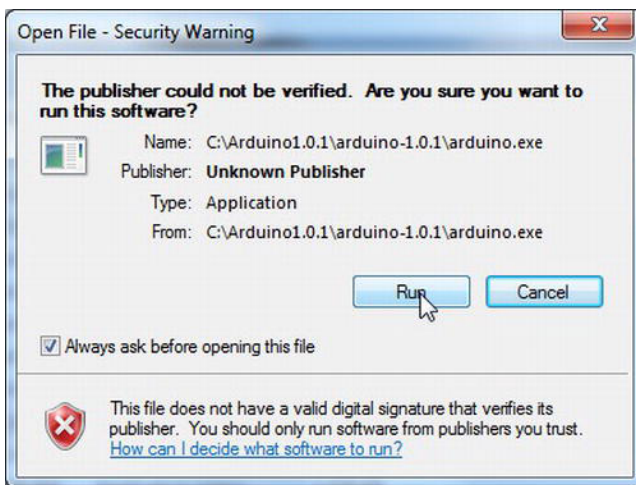 Open File - Security Warning
The publisher could not be verified.  Are you sure you want to
run this software?
Name: C:\Arduino1.0.1\arduino-1.0.1\arduino.exe
Publisher: Unknown Publisher
Type: Application
From: C:\Arduino1.0.1\arduino-1.0.1\arduino.exe
Run Cancel
Always ask before opening this file
This file does not have a valid digital signature that verifies its
publisher.  You should only run software from publishers you trust.
How can I decide what software to run?